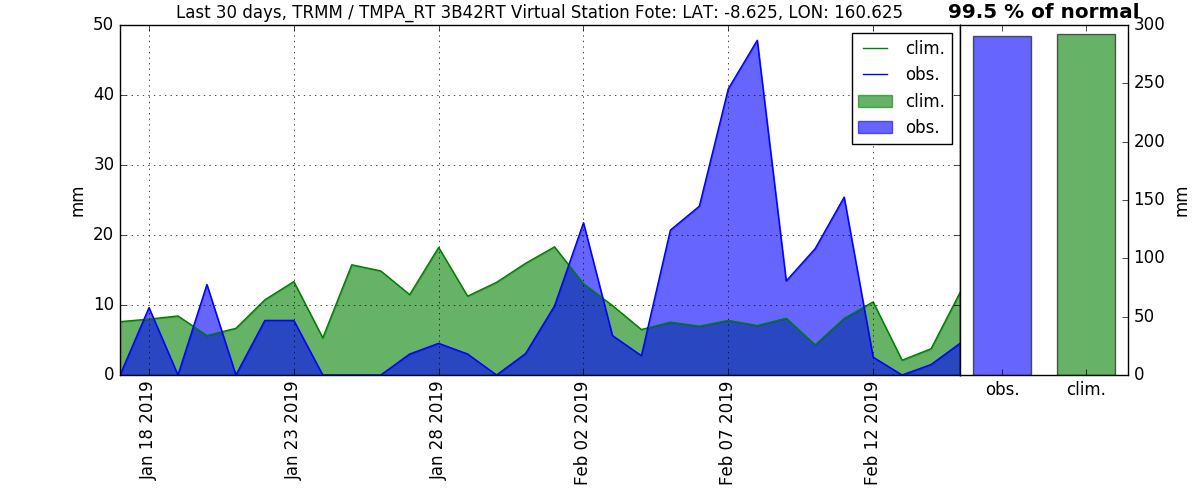 Last 30 days, TRMM / TMPA_RT 3B42RT Virtual Station Fote: LAT: -8.625, LON: 160.625
99.5 % of normal
50
40
30
20
10
0
mm
clim.
obs.
clim.
obs.
Jan 18 2019
Jan 23 2019
Jan 28 2019
Feb 02 2019
Feb 07 2019
Feb 12 2019
300
250
200
150
100
50
0
mm
obs.
clim.